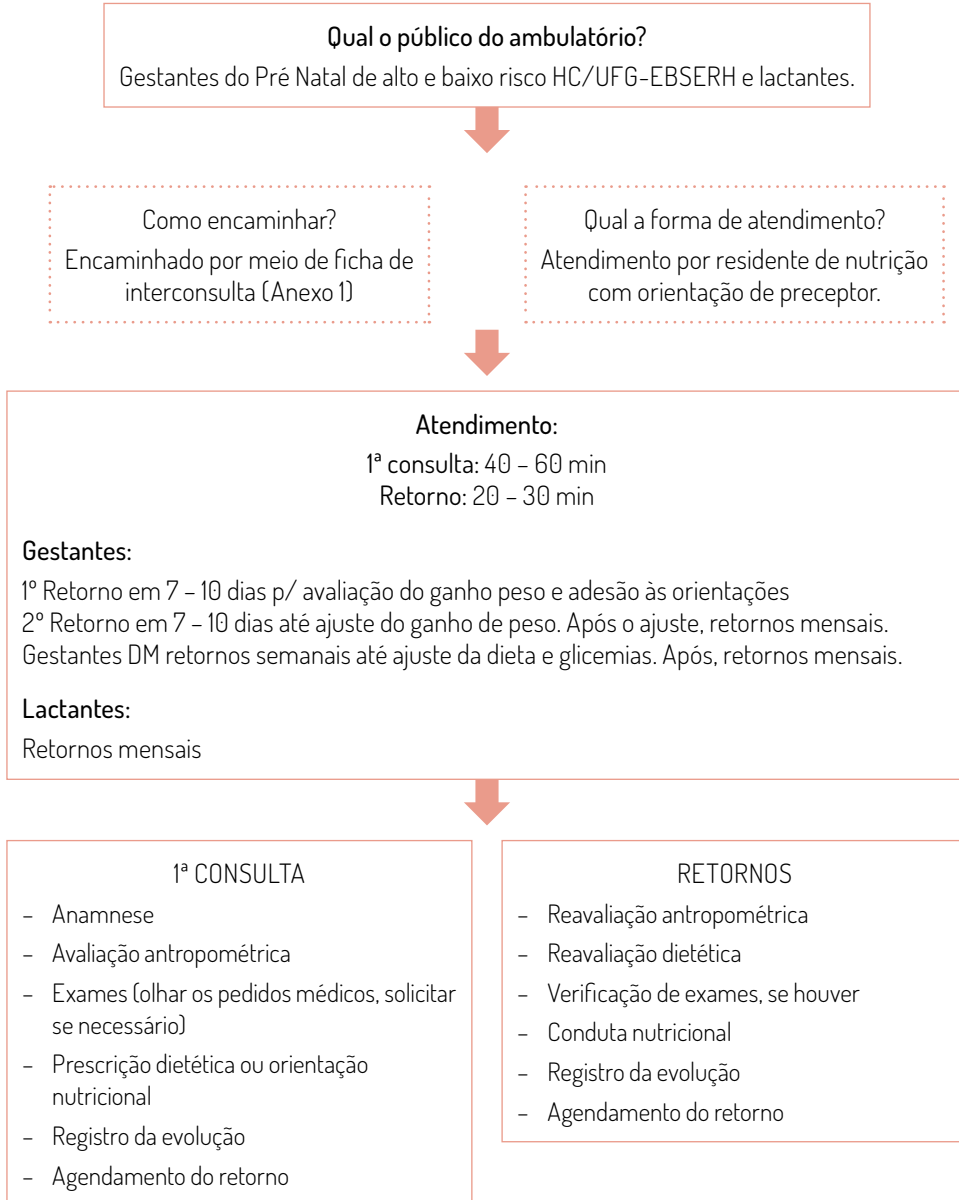 Qual o público do ambulatório?
Gestantes do Pré Natal de alto e baixo risco HC/UFG-EBSERH e lactantes.
Como encaminhar?
Encaminhado por meio de ficha de
interconsulta (Anexo 1)
Qual a forma de atendimento?
Atendimento por residente de nutrição
com orientação de preceptor.
Atendimento:
1ª consulta: 40 – 60 min
Retorno: 20 – 30 min
Gestantes:
1º Retorno em 7 – 10 dias p/ avaliação do ganho peso e adesão às orientações
2º Retorno em 7 – 10 dias até ajuste do ganho de peso. Após o ajuste, retornos mensais.
Gestantes DM retornos semanais até ajuste da dieta e glicemias. Após, retornos mensais.
Lactantes:
Retornos mensais
1ª CONSULTA
– Anamnese
– Avaliação antropométrica
– Exames (olhar os pedidos médicos, solicitar
se necessário)
– Prescrição dietética ou orientação
nutricional
– Registro da evolução
– Agendamento do retorno
RETORNOS
– Reavaliação antropométrica
– Reavaliação dietética
– Verificação de exames, se houver
– Conduta nutricional
– Registro da evolução
– Agendamento do retorno